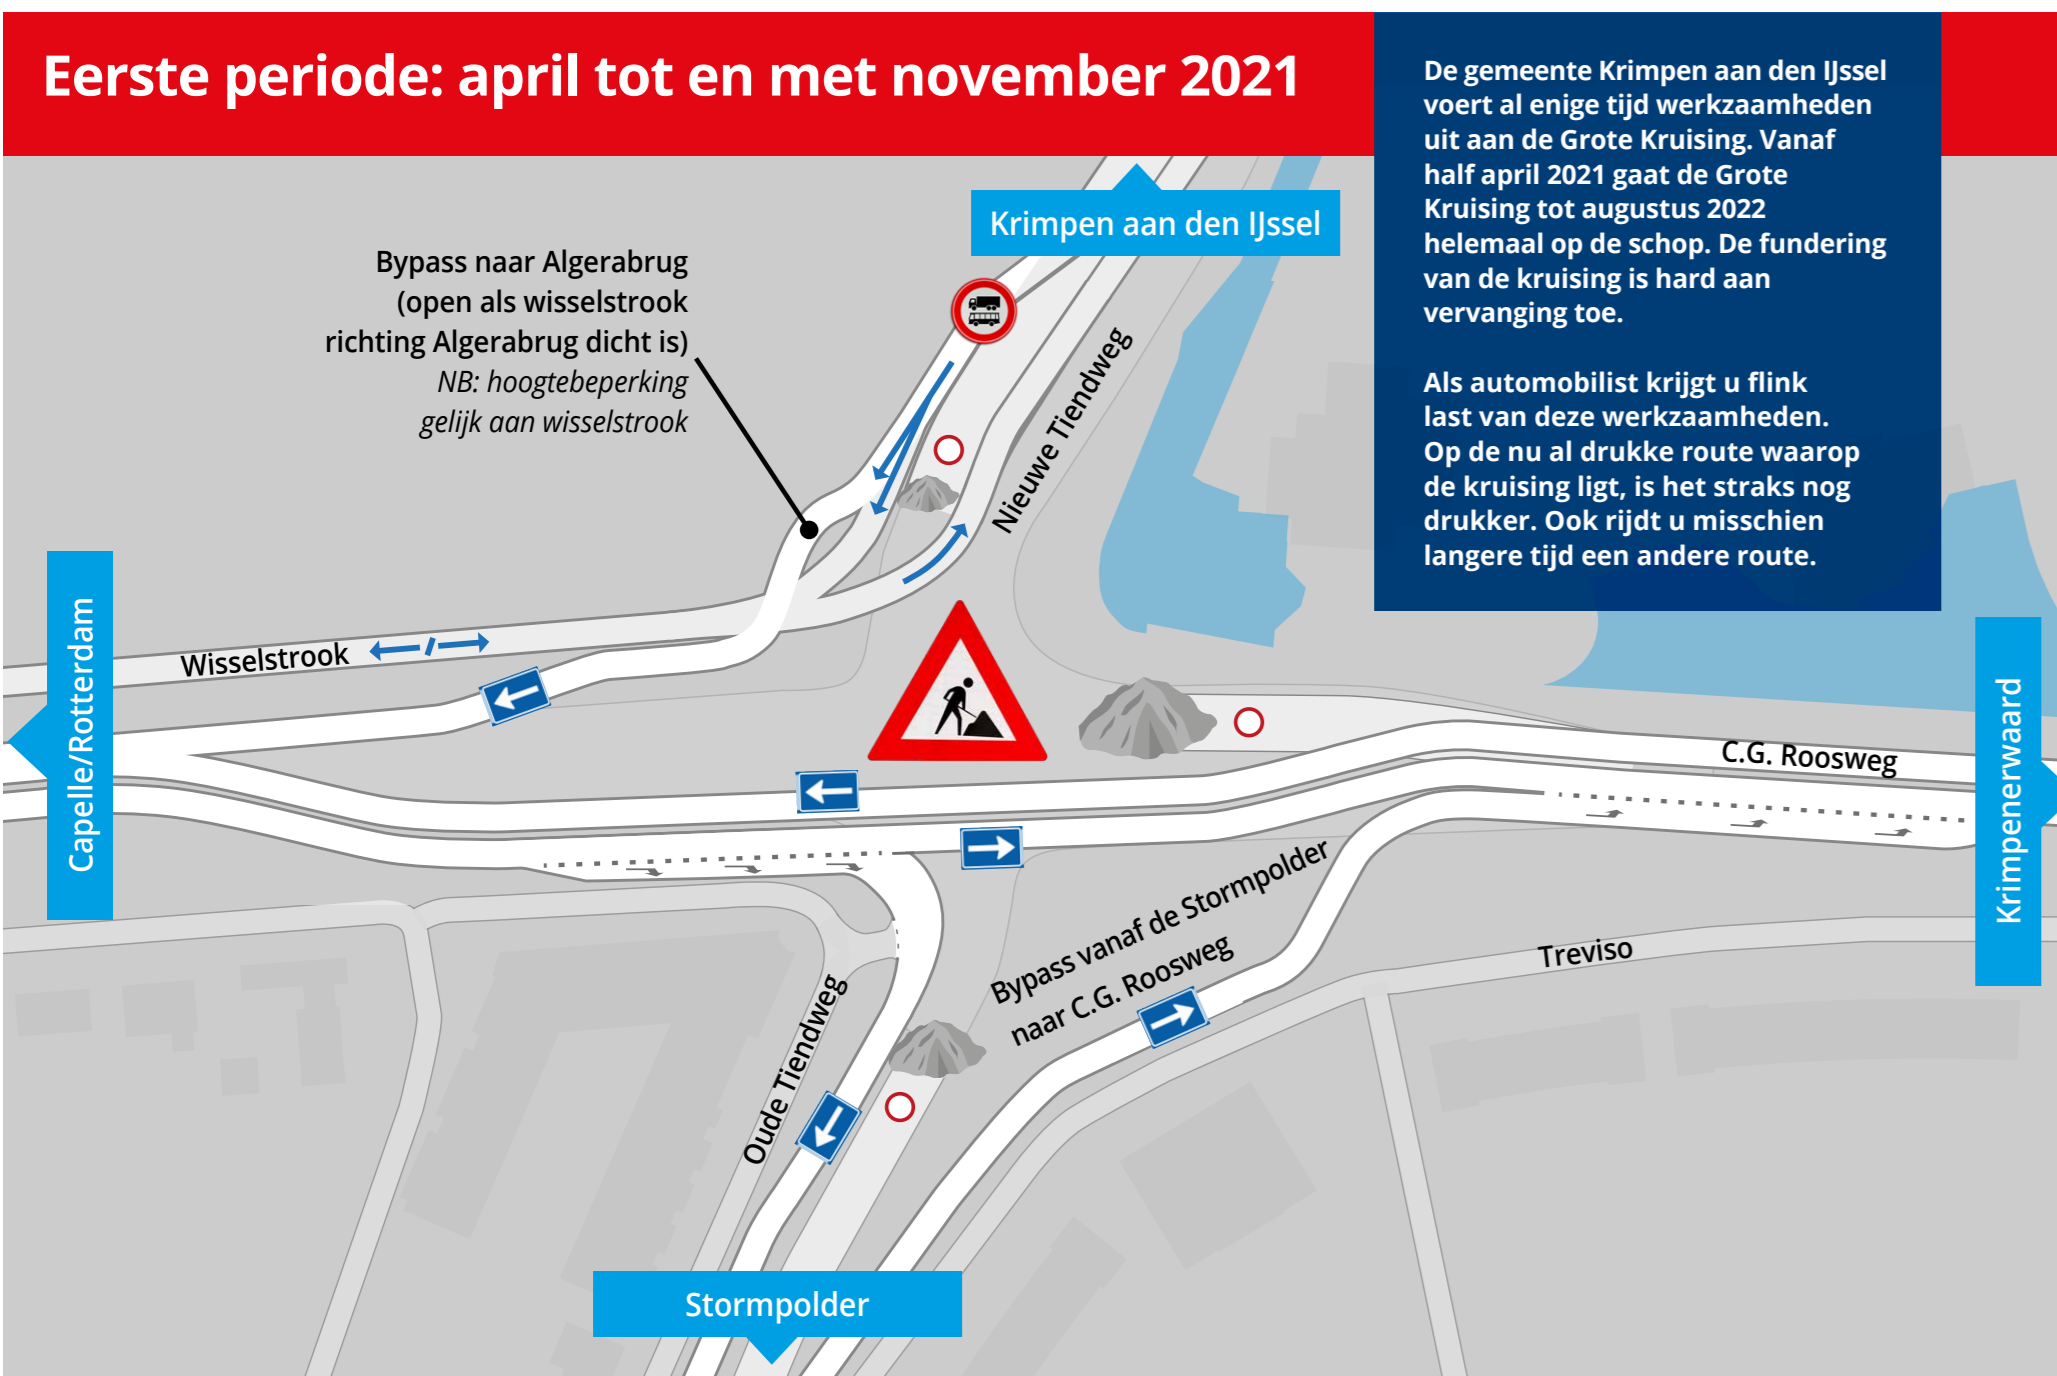 Eerste periode: april tot en met november 2021
De gemeente Krimpen aan den IJssel
voert al enige tijd werkzaamheden
uit aan de Grote Kruising. Vanaf
half april 2021 gaat de Grote
Kruising tot augustus 2022
helemaal op de schop. De fundering
van de kruising is hard aan
vervanging toe.
Als automobilist krijgt u flink
last van deze werkzaamheden.
Op de nu al drukke route waarop
de kruising ligt, is het straks nog
drukker. Ook rijdt u misschien
langere tijd een andere route.
Krimpen aan den IJssel
Bypass naar Algerabrug
(open als wisselstrook
richting Algerabrug dicht is)
NB: hoogtebeperking
gelijk aan wisselstrook
Nieuwe Tiendweg
Wisselstrook
Capelle/Rotterdam
C.G. Roosweg
Krimpenerwaard
Bypass vanaf de Stormpolder
naar C.G. Roosweg
Treviso
Oude Tiendweg
Stormpolder